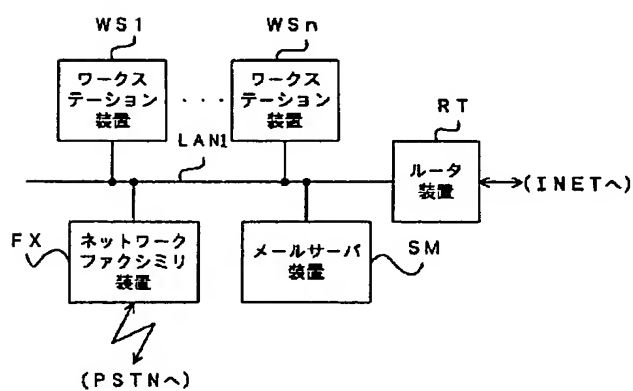 WS1
WSn
ワークス
テーション
装置
・・・
ワークス
テーション
装置
RT
LAN1
ルータ
装置
(INETへ)
FX
ネットワーク
ファクシミリ
装置
メールサーバ
装置
SM
(PSTNへ)